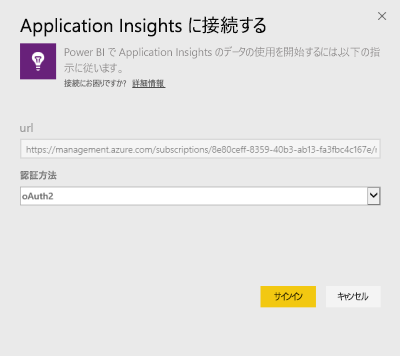 Application Insights に接続する
Power BI で Application Insights のデータの使用を開始するには、以下の指
示に従います。
接続にお困りですか? 詳細情報
url
https://management.azure.com/subscriptions/8e80ceff-8359-40b3-ab13-fa3fbc4c167e/r
認証方法
oAuth2
サインイン キャンセル